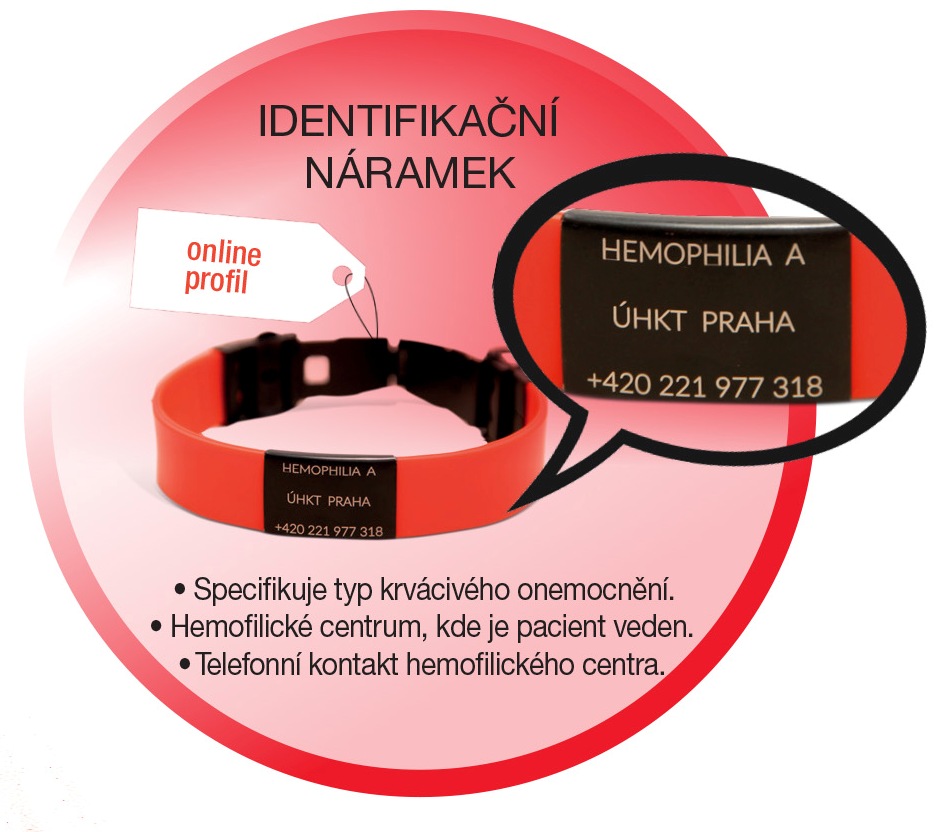 IDENTIFIKAČNÍ
NÁRAMEK
online
profil
HEMOPHILIA A
ÚHKT PRAHA
+420 221 977 318
HEMOPHILIA A
ÚHKT PRAHA
+420 221 977 318
• Specifikuje typ krvácivého onemocnění.
• Hemofilické centrum, kde je pacient veden.
• Telefonní kontakt hemofilického centra.